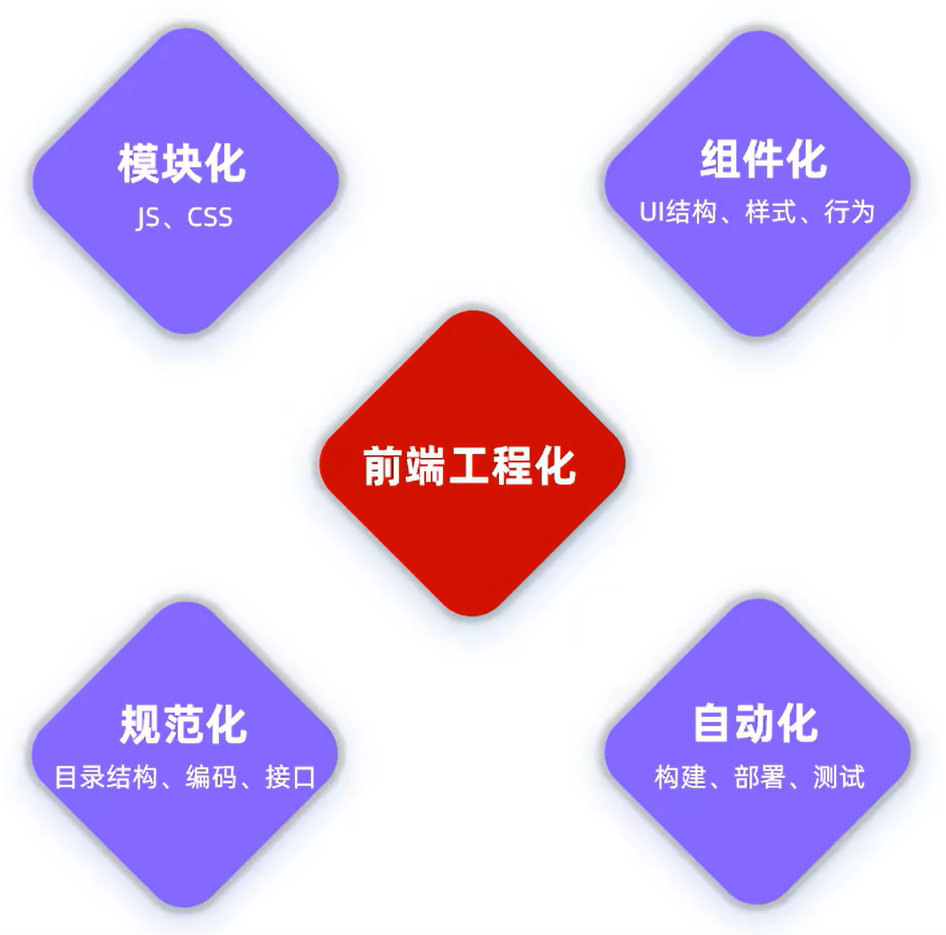 模块化
JS、CSS
组件化
UI结构、样式、行为
前端工程化
规范化
目录结构、编码、接口
自动化
构建、部署、测试